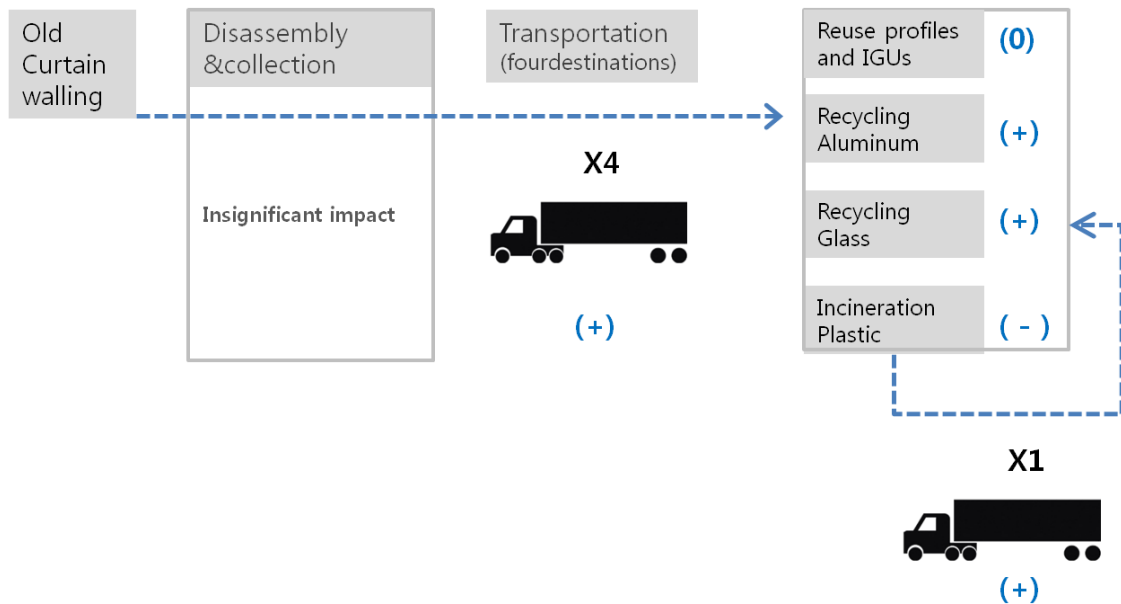 Old
Curtain
walling
Disassembly
&collection
Transportation
(fourdestinations)
Reuse profiles
and IGUs
(0)
Recycling
Aluminum
(+)
X4
Insignificant impact
Recycling
Glass
(+)
(+)
Incineration
Plastic
( - )
X1
(+)